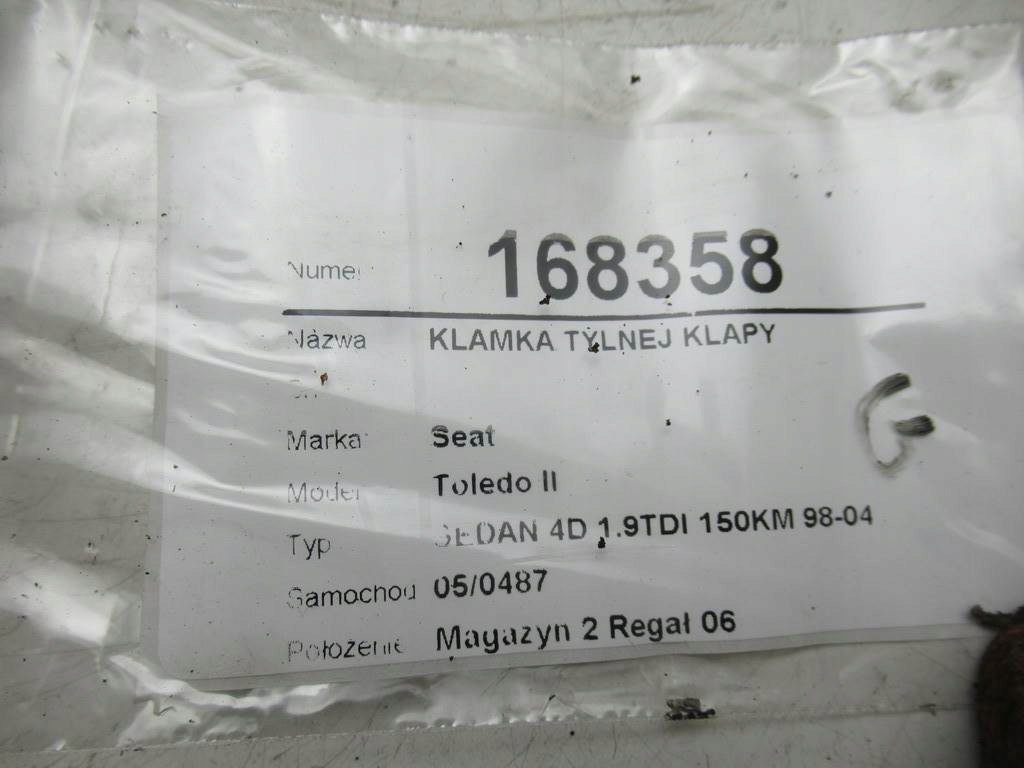 Numer 168358
Nazwa KLAMKA TYLNEJ KLAPY
Marka Seat
Model Toledo II
Typ SEDAN 4D 1.9TDI 150KM 98-04
Samochod 05/0487
Położenie Magazyn 2 Regał 06